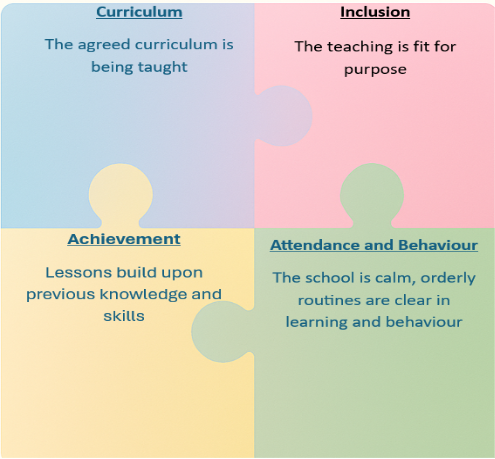 Curriculum
The agreed curriculum is
being taught
Inclusion
The teaching is fit for
purpose
Achievement
Lessons build upon
previous knowledge and
skills
Attendance and Behaviour
The school is calm, orderly
routines are clear in
learning and behaviour